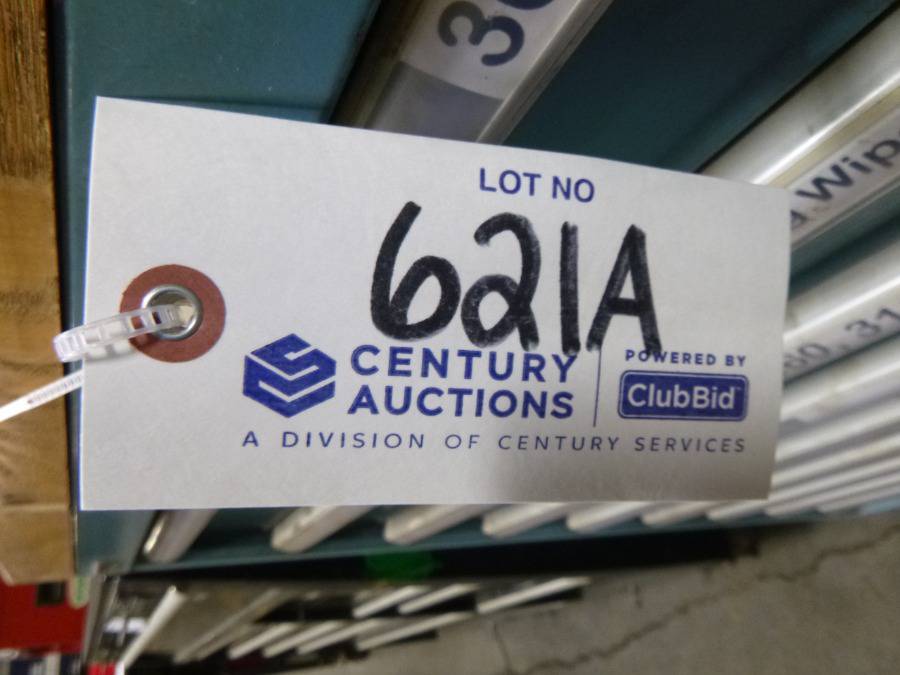 LOT NO
621A
CENTURY
AUCTIONS
POWERED BY
ClubBid
A DIVISION OF CENTURY SERVICES